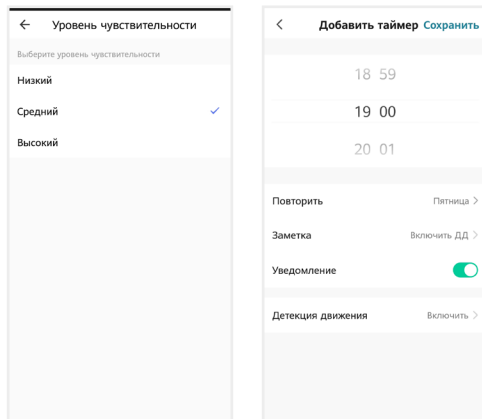 Уровень чувствительности
Выберите уровень чувствительности
Низкий
Средний
Высокий
Добавить таймер Сохранить
18 59
19 00
20 01
Повторить Пятница
Заметка Включить ДД
Уведомление
Детекция движения Включить